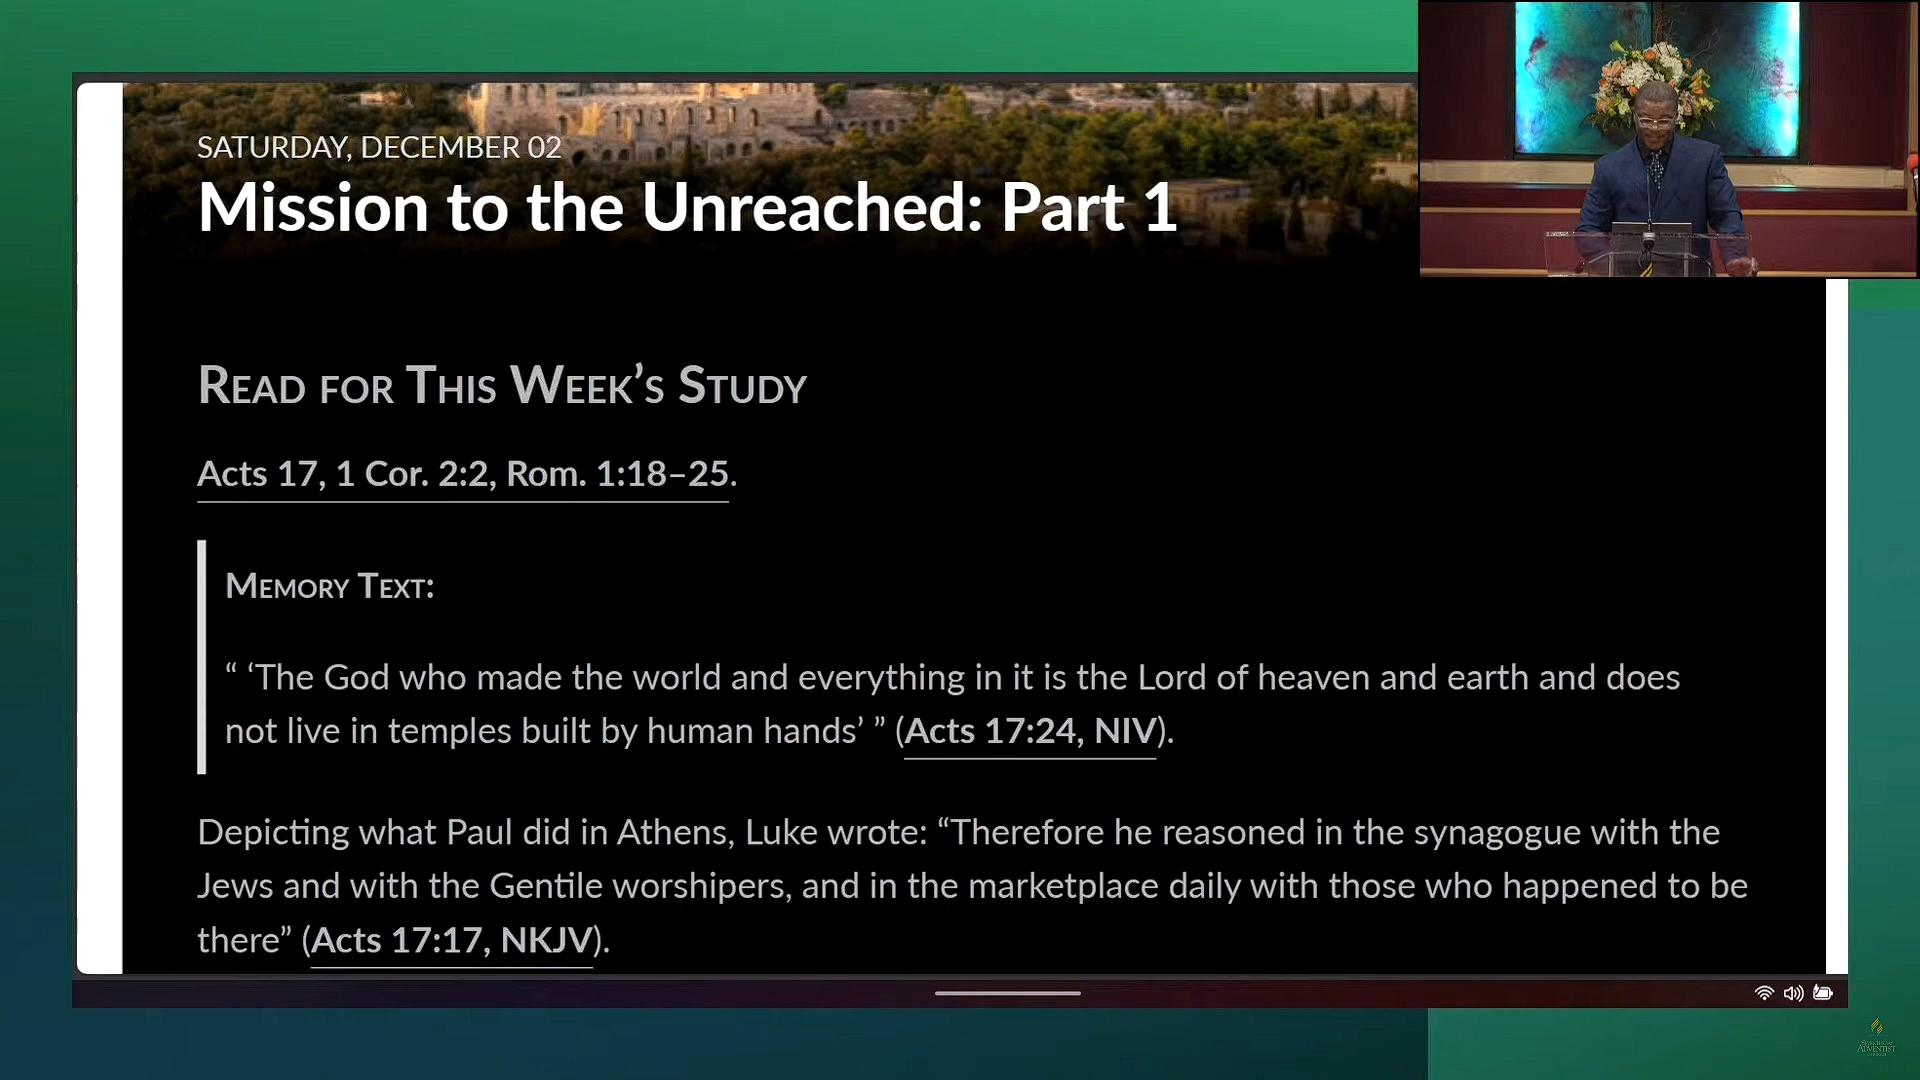 SATURDAY, DECEMBER 02
Mission to the Unreached: Part 1
Read for This Week’s Study
Acts 17, 1 Cor. 2:2, Rom. 1:18–25.
Memory Text:
“ ‘The God who made the world and everything in it is the Lord of heaven and earth and does
not live in temples built by human hands’ ” (Acts 17:24, NIV).
Depicting what Paul did in Athens, Luke wrote: “Therefore he reasoned in the synagogue with the
Jews and with the Gentile worshipers, and in the marketplace daily with those who happened to be
there” (Acts 17:17, NKJV).
ADVENTIST